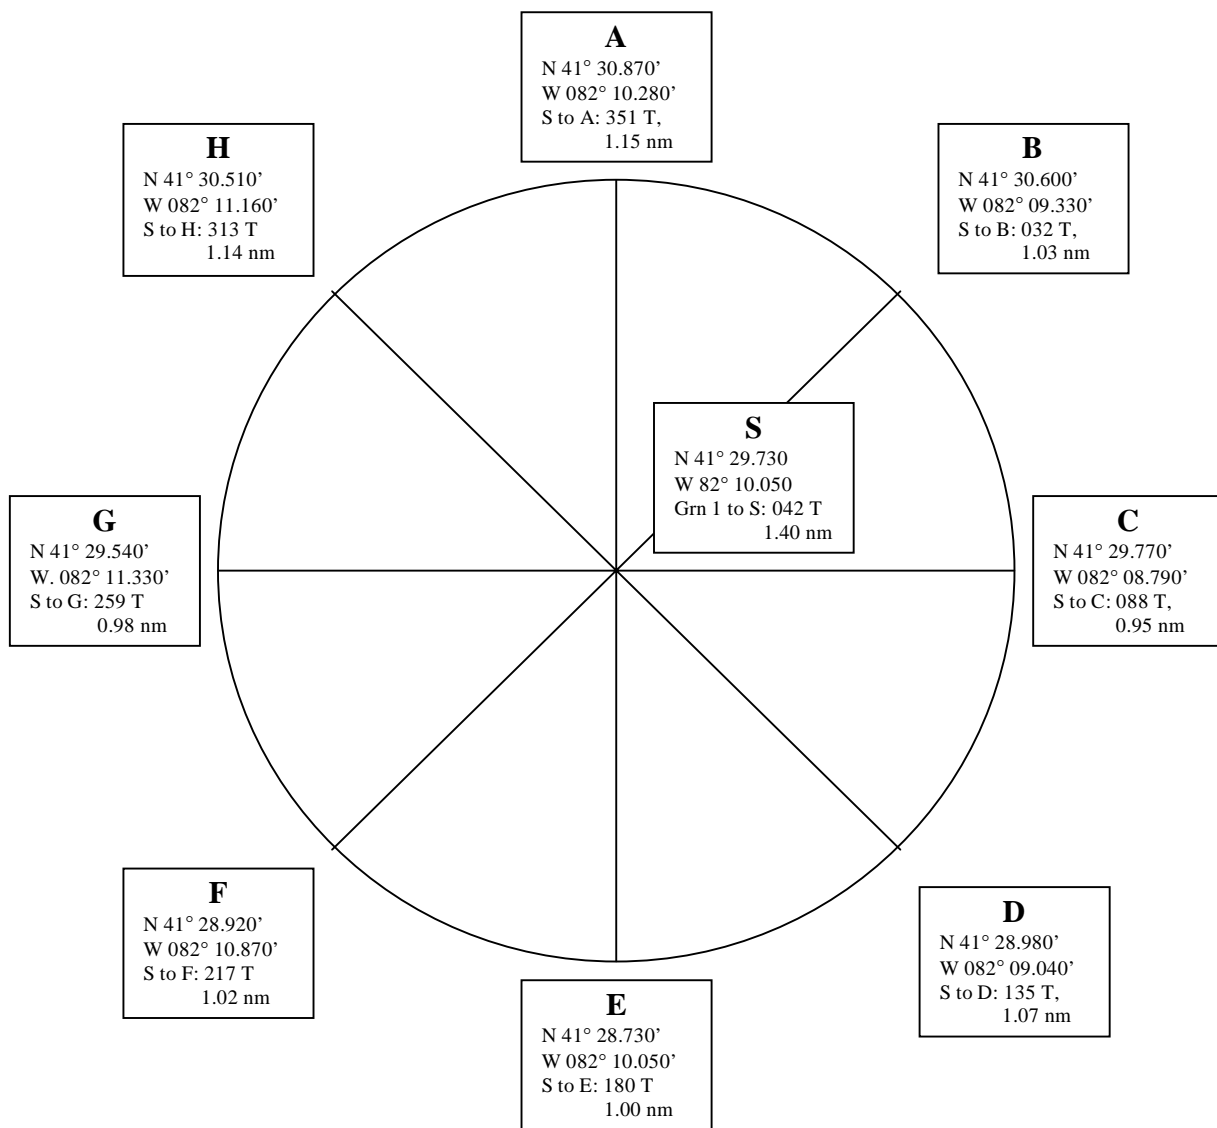 A
N 41° 30.870’
W 082° 10.280’
S to A: 351 T,
1.15 nm
H
N 41° 30.510’
W 082° 11.160’
S to H: 313 T
1.14 nm
B
N 41° 30.600’
W 082° 09.330’
S to B: 032 T,
1.03 nm
S
N 41° 29.730
W 82° 10.050
Grn 1 to S: 042 T
1.40 nm
G
N 41° 29.540’
W. 082° 11.330’
S to G: 259 T
0.98 nm
C
N 41° 29.770’
W 082° 08.790’
S to C: 088 T,
0.95 nm
F
N 41° 28.920’
W 082° 10.870’
S to F: 217 T
1.02 nm
D
N 41° 28.980’
W 082° 09.040’
S to D: 135 T,
1.07 nm
E
N 41° 28.730’
W 082° 10.050’
S to E: 180 T
1.00 nm